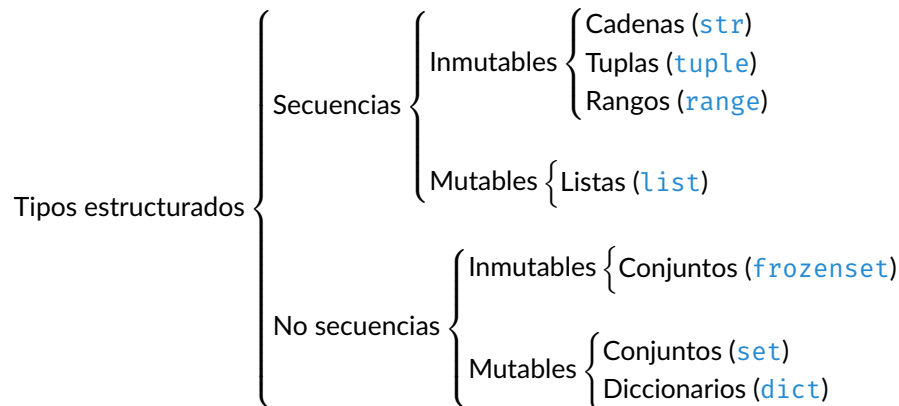 Tipos estructurados
Secuencias
Inmutables
Cadenas (str)
Tuplas (tuple)
Rangos (range)
Mutables
Listas (list)
No secuencias
Inmutables
Conjuntos (frozenset)
Mutables
Conjuntos (set)
Diccionarios (dict)